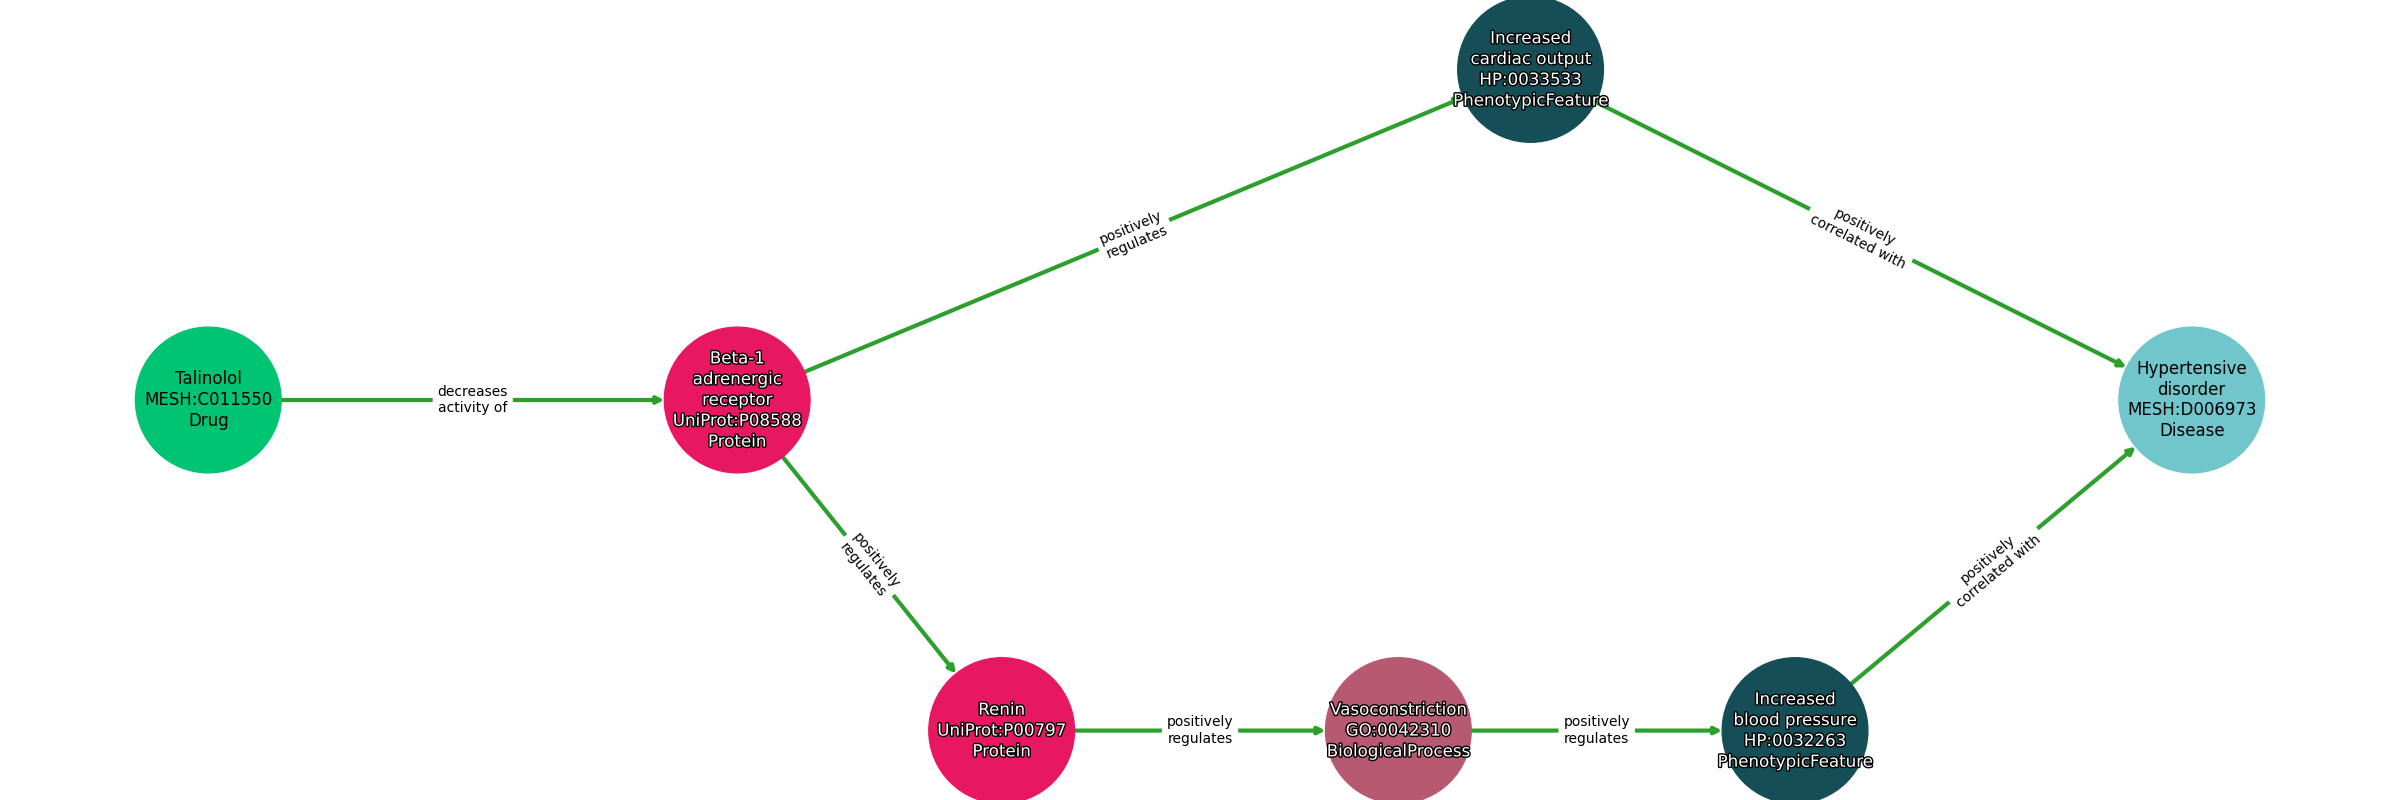 Increased
cardiac output
HP:0033533
PhenotypicFeature
positively
regulates
positively
correlated with
Talinolol
MESH:C011550
Drug
decreases
activity of
Beta-1
adrenergic
receptor
UniProt:P08588
Protein
Hypertensive
disorder
MESH:D006973
Disease
positively
regulates
positively
correlated with
Renin
UniProt:P00797
Protein
positively
regulates
Vasoconstriction
GO:0042310
BiologicalProcess
positively
regulates
Increased
blood pressure
HP:0032263
PhenotypicFeature